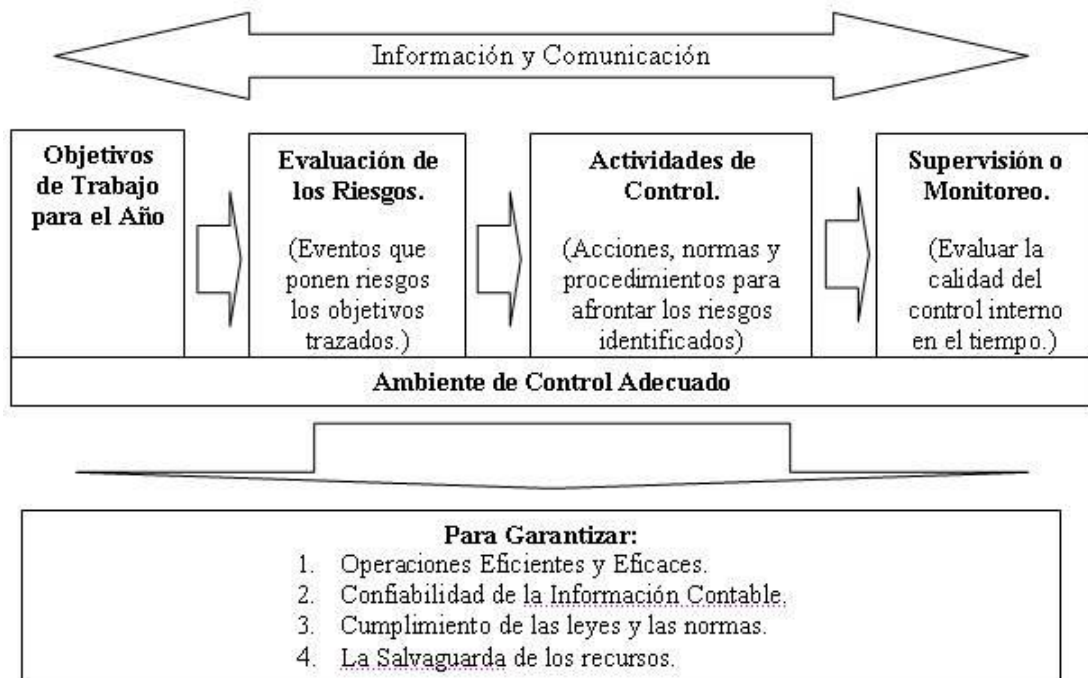 Información y Comunicación
Objetivos
de Trabajo
para el Año
Evaluación de
los Riesgos.
(Eventos que
ponen riesgos
los objetivos
trazados.)
Actividades de
Control.
(Acciones, normas y
procedimientos para
afrontar los riesgos
identificados)
Supervisión o
Monitoreo.
(Evaluar la
calidad del
control interno
en el tiempo.)
Ambiente de Control Adecuado
Para Garantizar:
1. Operaciones Eficientes y Eficaces.
2. Confiabilidad de la Información Contable.
3. Cumplimiento de las leyes y las normas.
4. La Salvaguarda de los recursos.